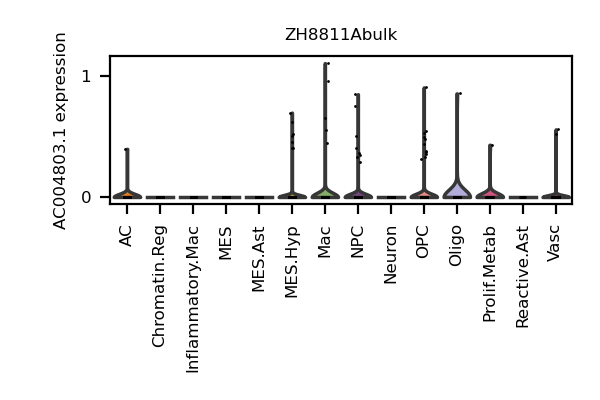 ZH8811Abulk
AC004803.1 expression
1
0
AC
Chromatin.Reg
Inflammatory.Mac
MES
MES.Ast
MES.Hyp
Mac
NPC
Neuron
OPC
Oligo
Prolif.Metab
Reactive.Ast
Vasc